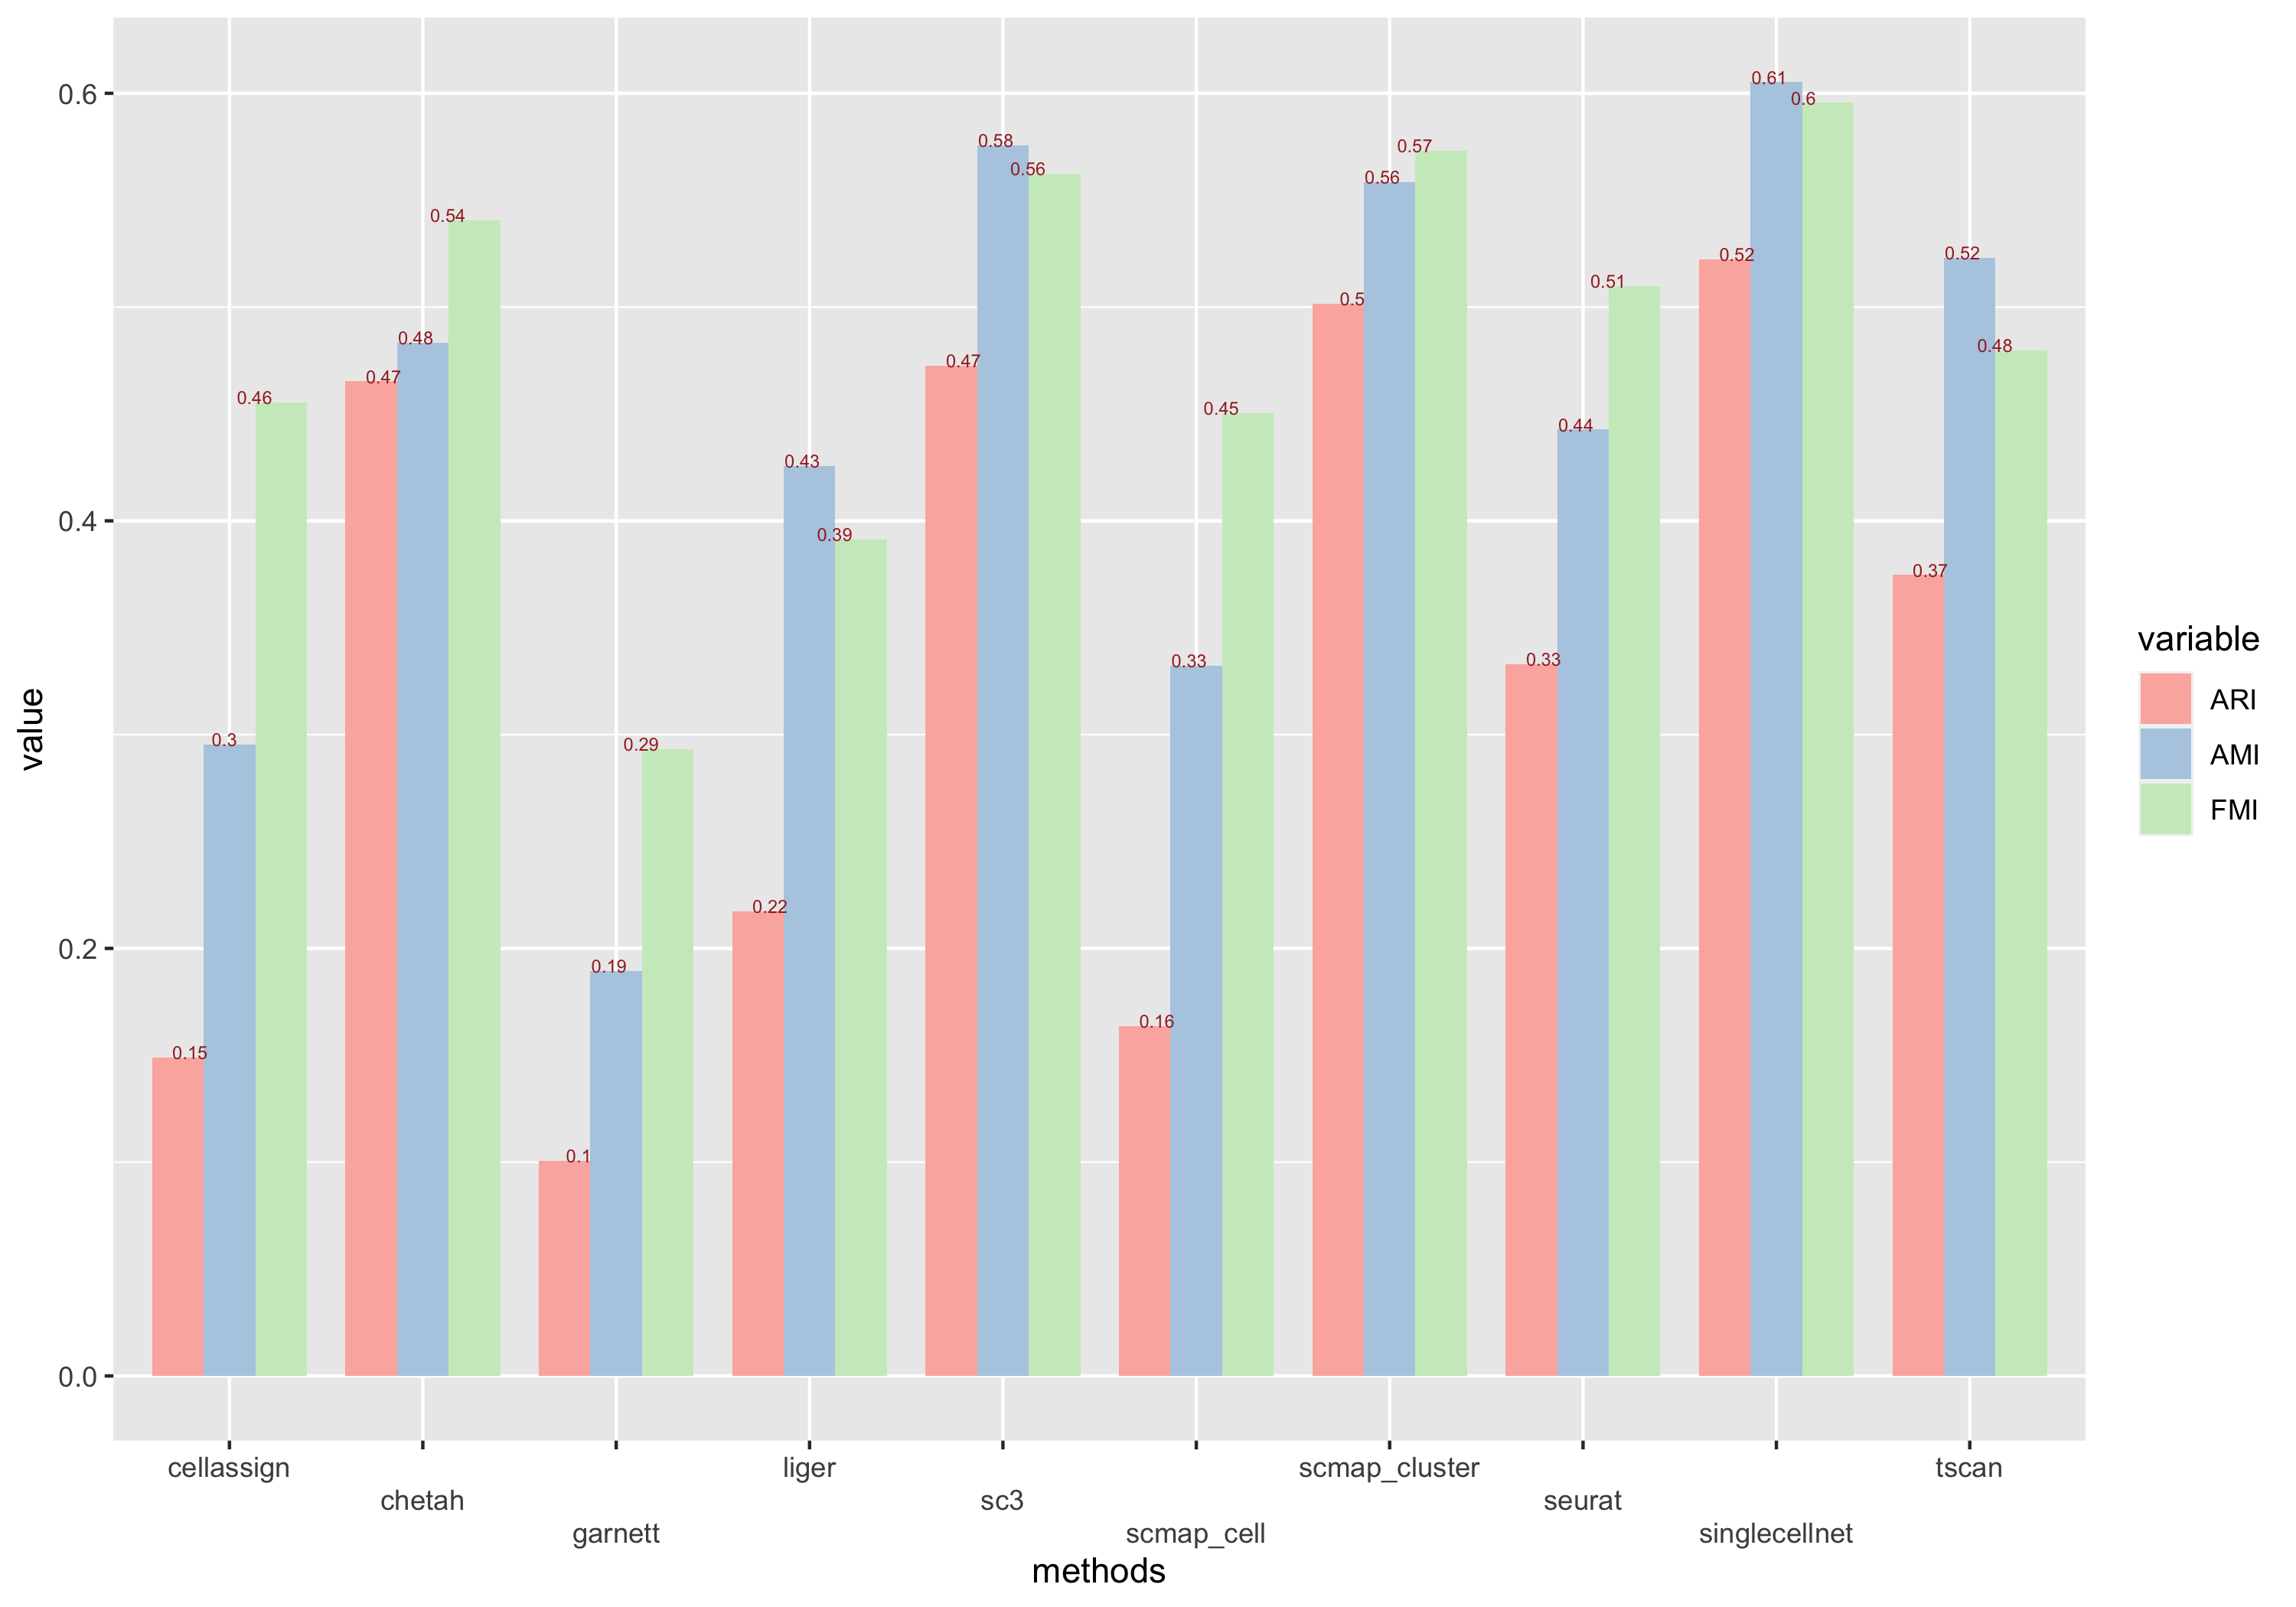 0.6
0.4
0.2
0.0
value
0.15
0.3
0.46
0.47
0.48
0.54
0.1
0.19
0.29
0.22
0.43
0.39
0.47
0.58
0.56
0.16
0.33
0.45
0.5
0.56
0.57
0.33
0.44
0.51
0.52
0.61
0.6
0.37
0.52
0.48
cellassign
chetah
garnett
liger
sc3
scmap_cell
scmap_cluster
seurat
singlecellnet
tscan
methods
variable
ARI
AMI
FMI